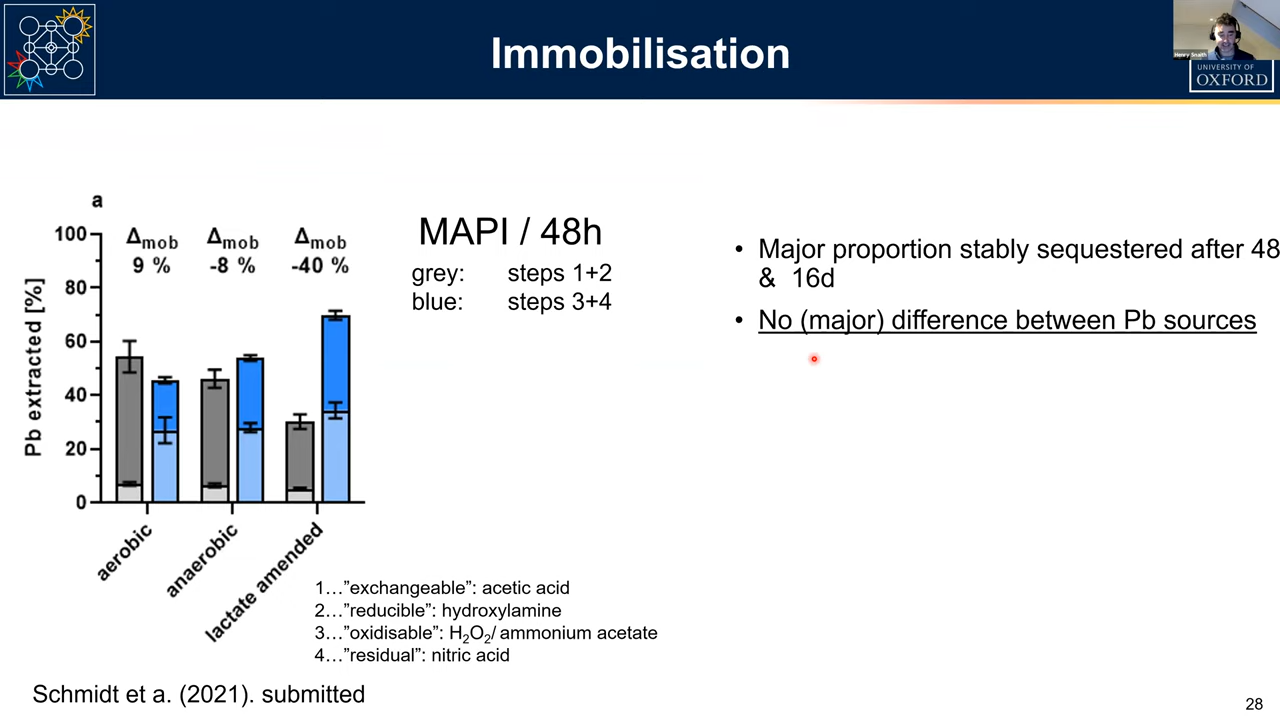 Immobilisation
Henry Snaith
UNIVERSITY OF
OXFORD
a
Δmob
9 %
Δmob
-8 %
Δmob
-40 %
Pb extracted [%]
100
80
60
40
20
0
aerobic
anaerobic
lactate amended
MAPI / 48h
grey: steps 1+2
blue: steps 3+4
• Major proportion stably sequestered after 48
& 16d
• No (major) difference between Pb sources
1…”exchangeable”: acetic acid
2…”reducible”: hydroxylamine
3…”oxidisable”: H₂O₂/ ammonium acetate
4…”residual”: nitric acid
Schmidt et a. (2021). submitted
28